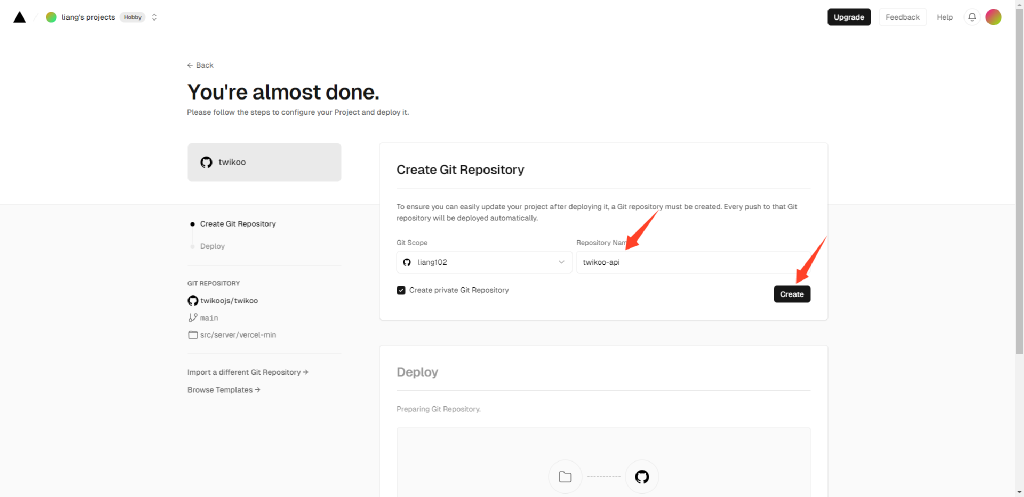 liang's projects Hobby
Upgrade Feedback Help
← Back
You're almost done.
Please follow the steps to configure your Project and deploy it.
twikoo
Create Git Repository
Deploy
GIT REPOSITORY
twikoojs/twikoo
main
src/server/vercel-min
Import a different Git Repository →
Browse Templates →
Create Git Repository
To ensure you can easily update your project after deploying it, a Git repository must be created. Every push to that Git
repository will be deployed automatically.
Git Scope
liang102
Repository Nam
twikoo-api
Create private Git Repository
Create
Deploy
Preparing Git Repository.